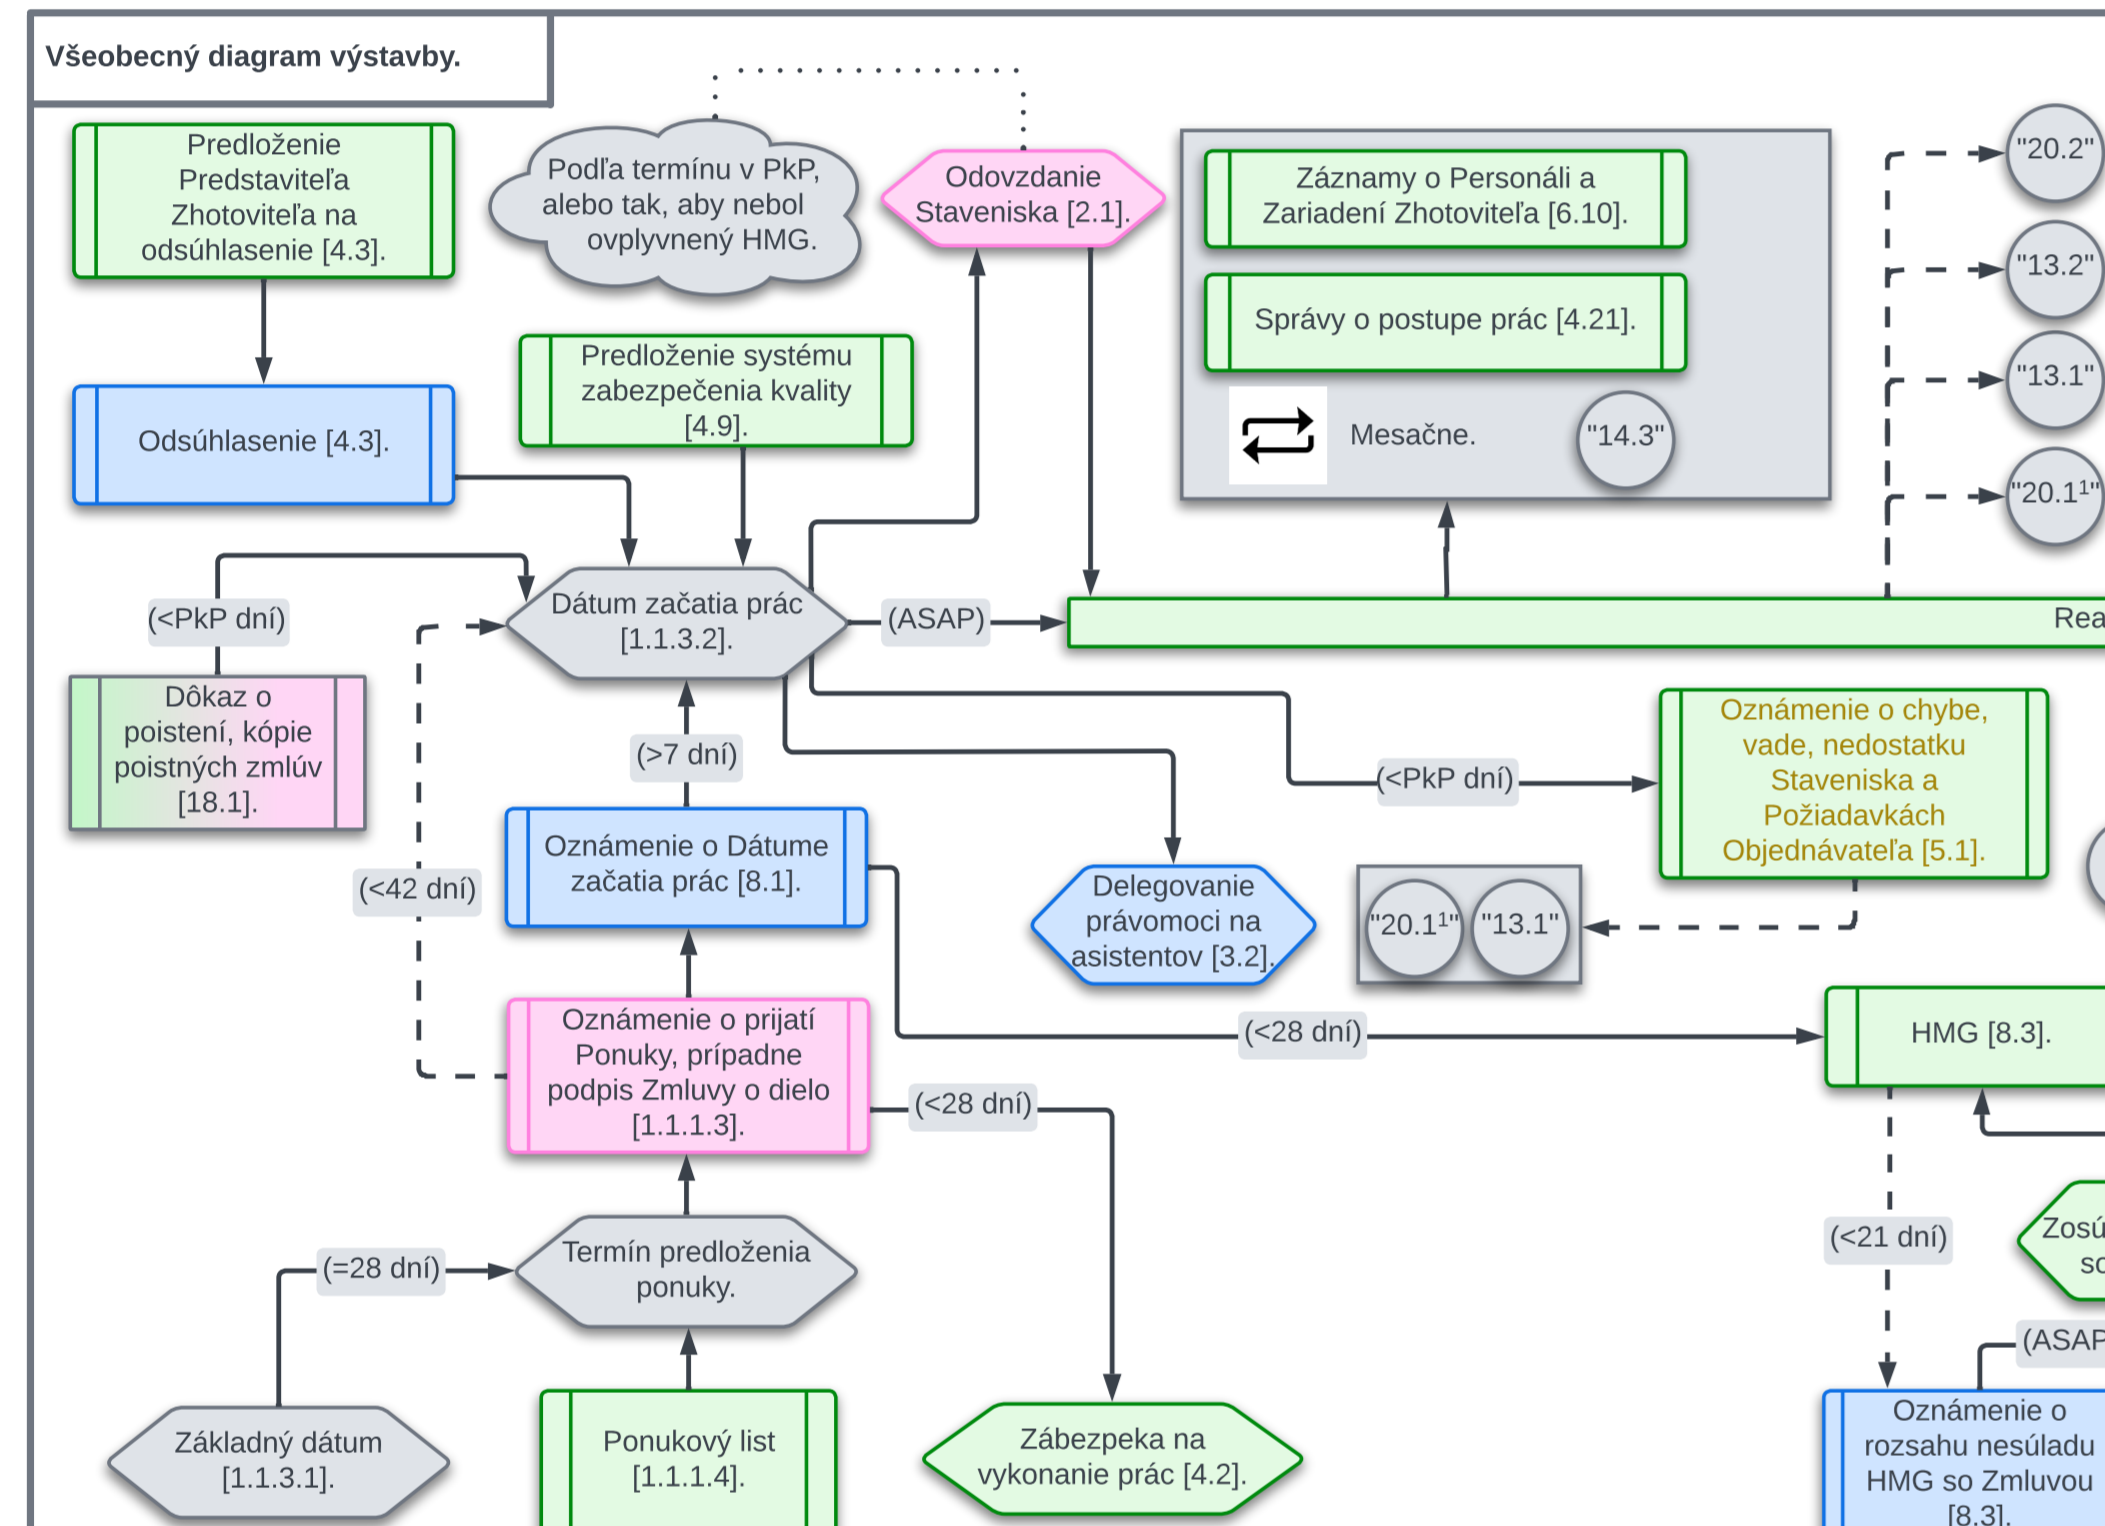 Všeobecný diagram výstavby.
Predloženie
Predstaviteľa
Zhotoviteľa na
odsúhlasenie [4.3].
Podľa termínu v PkP,
alebo tak, aby nebol
ovplyvnený HMG.
Odovzdanie
Staveniska [2.1].
Záznamy o Personáli a
Zariadení Zhotoviteľa [6.10].
Správy o postupe prác [4.21].
Mesačne.
"14.3"
"20.2"
"13.2"
"13.1"
"20.1¹"
Odsúhlasenie [4.3].
Predloženie systému
zabezpečenia kvality
[4.9].
(<PkP dní)
Dátum začatia prác
[1.1.3.2].
(ASAP)
Rea
Dôkaz o
poistení, kópie
poistných zmlúv
[18.1].
(>7 dní)
(<PkP dní)
Oznámenie o chybe,
vade, nedostatku
Staveniska a
Požiadavkách
Objednávateľa [5.1].
(<42 dní)
Oznámenie o Dátume
začatia prác [8.1].
Delegovanie
právomoci na
asistentov [3.2].
"20.1¹"
"13.1"
Oznámenie o prijatí
Ponuky, prípadne
podpis Zmluvy o dielo
[1.1.1.3].
(<28 dní)
HMG [8.3].
(<28 dní)
Termín predloženia
ponuky.
(=28 dní)
(<21 dní)
Zosú
so
(ASAP
Základný dátum
[1.1.3.1].
Ponukový list
[1.1.1.4].
Zábezpeka na
vykonanie prác [4.2].
Oznámenie o
rozsahu nesúladu
HMG so Zmluvou
[8.3].